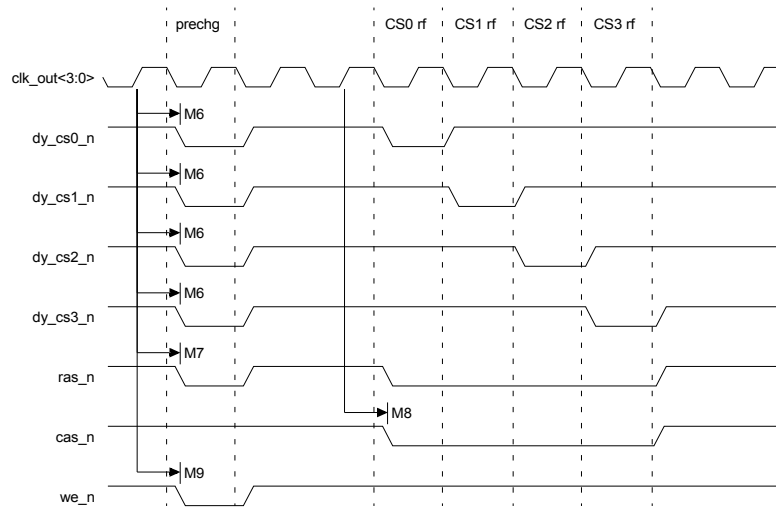 prechg CS0 rf CS1 rf CS2 rf CS3 rf
clk_out<3:0>
M6
dy_cs0_n
M6
dy_cs1_n
M6
dy_cs2_n
M6
dy_cs3_n
M7
ras_n
M8
cas_n
M9
we_n